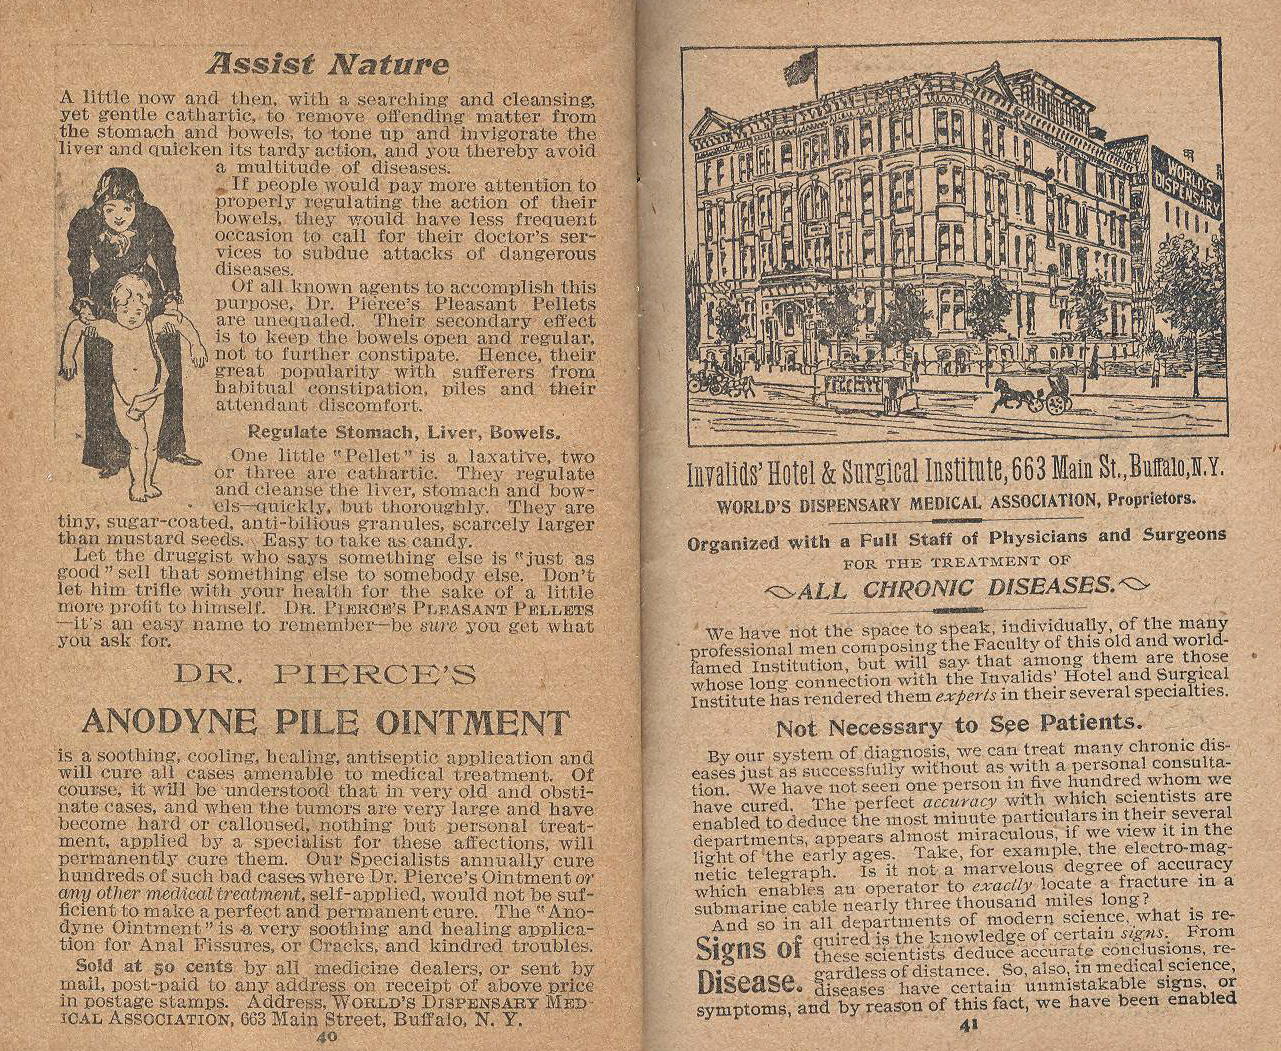 Assist Nature
A little now and then, with a searching and cleansing,
yet gentle cathartic, to remove offending matter from
the stomach and bowels, to tone up and invigorate the
liver and quicken its tardy action, and you thereby avoid
a multitude of diseases.
If people would pay more attention to
properly regulating the action of their
bowels, they would have less frequent
occasion to call for their doctor's ser-
vices to subdue attacks of dangerous
diseases.
Of all known agents to accomplish this
purpose, Dr. Pierce's Pleasant Pellets
are unequaled. Their secondary effect
is to keep the bowels open and regular,
not to further constipate. Hence, their
great popularity with sufferers from
habitual constipation, piles and their
attendant discomfort.
Regulate Stomach, Liver, Bowels.
One little "Pellet" is a laxative, two
or three are cathartic. They regulate
and cleanse the liver, stomach and bow-
els—quickly, but thoroughly. They are
tiny, sugar-coated, anti-bilious granules, scarcely larger
than mustard seeds. Easy to take as candy.
Let the druggist who says something else is "just as
good" sell that something else to somebody else. Don't
let him trifle with your health for the sake of a little
more profit to himself. DR. PIERCE'S PLEASANT PELLETS
—it's an easy name to remember—be sure you get what
you ask for.
DR. PIERCE'S
ANODYNE PILE OINTMENT
is a soothing, cooling, healing, antiseptic application and
will cure all cases amenable to medical treatment. Of
course, it will be understood that in very old and obsti-
nate cases, and when the tumors are very large and have
become hard or calloused, nothing but personal treat-
ment, applied by a specialist for these affections, will
permanently cure them. Our Specialists annually cure
hundreds of such bad cases where Dr. Pierce's Ointment or
any other medical treatment, self-applied, would not be suf-
ficient to make a perfect and permanent cure. The "Ano-
dyne Ointment" is a very soothing and healing applica-
tion for Anal Fissures, or Cracks, and kindred troubles.
Sold at 50 cents by all medicine dealers, or sent by
mail, post-paid to any address on receipt of above price
in postage stamps. Address, WORLD'S DISPENSARY MED-
ICAL ASSOCIATION, 663 Main Street, Buffalo, N. Y.
40
WORLD'S
DISPENSARY
Invalids' Hotel & Surgical Institute, 663 Main St., Buffalo, N.Y.
WORLD'S DISPENSARY MEDICAL ASSOCIATION, Proprietors.
Organized with a Full Staff of Physicians and Surgeons
FOR THE TREATMENT OF
ALL CHRONIC DISEASES.
We have not the space to speak, individually, of the many
professional men composing the Faculty of this old and world-
famed Institution, but will say that among them are those
whose long connection with the Invalids' Hotel and Surgical
Institute has rendered them experts in their several specialties.
Not Necessary to See Patients.
By our system of diagnosis, we can treat many chronic dis-
eases just as successfully without as with a personal consulta-
tion. We have not seen one person in five hundred whom we
have cured. The perfect accuracy with which scientists are
enabled to deduce the most minute particulars in their several
departments, appears almost miraculous, if we view it in the
light of the early ages. Take, for example, the electro-mag-
netic telegraph. Is it not a marvelous degree of accuracy
which enables an operator to exactly locate a fracture in a
submarine cable nearly three thousand miles long?
And so in all departments of modern science, what is re-
Signs of
Disease.
quired is the knowledge of certain signs. From
these scientists deduce accurate conclusions, re-
gardless of distance. So, also, in medical science,
diseases have certain unmistakable signs, or
symptoms, and by reason of this fact, we have been enabled
41